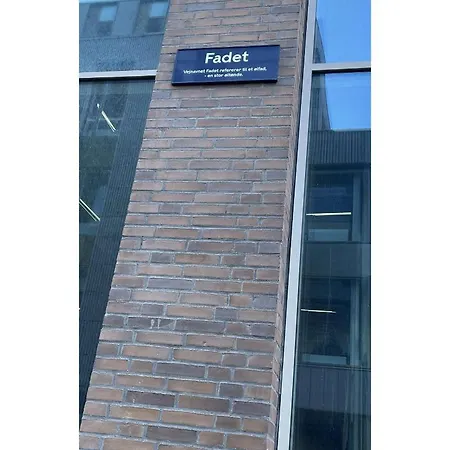 Fadet
Vejnavnet Fadet refererer til et ølfad,
- en stor øltønde.